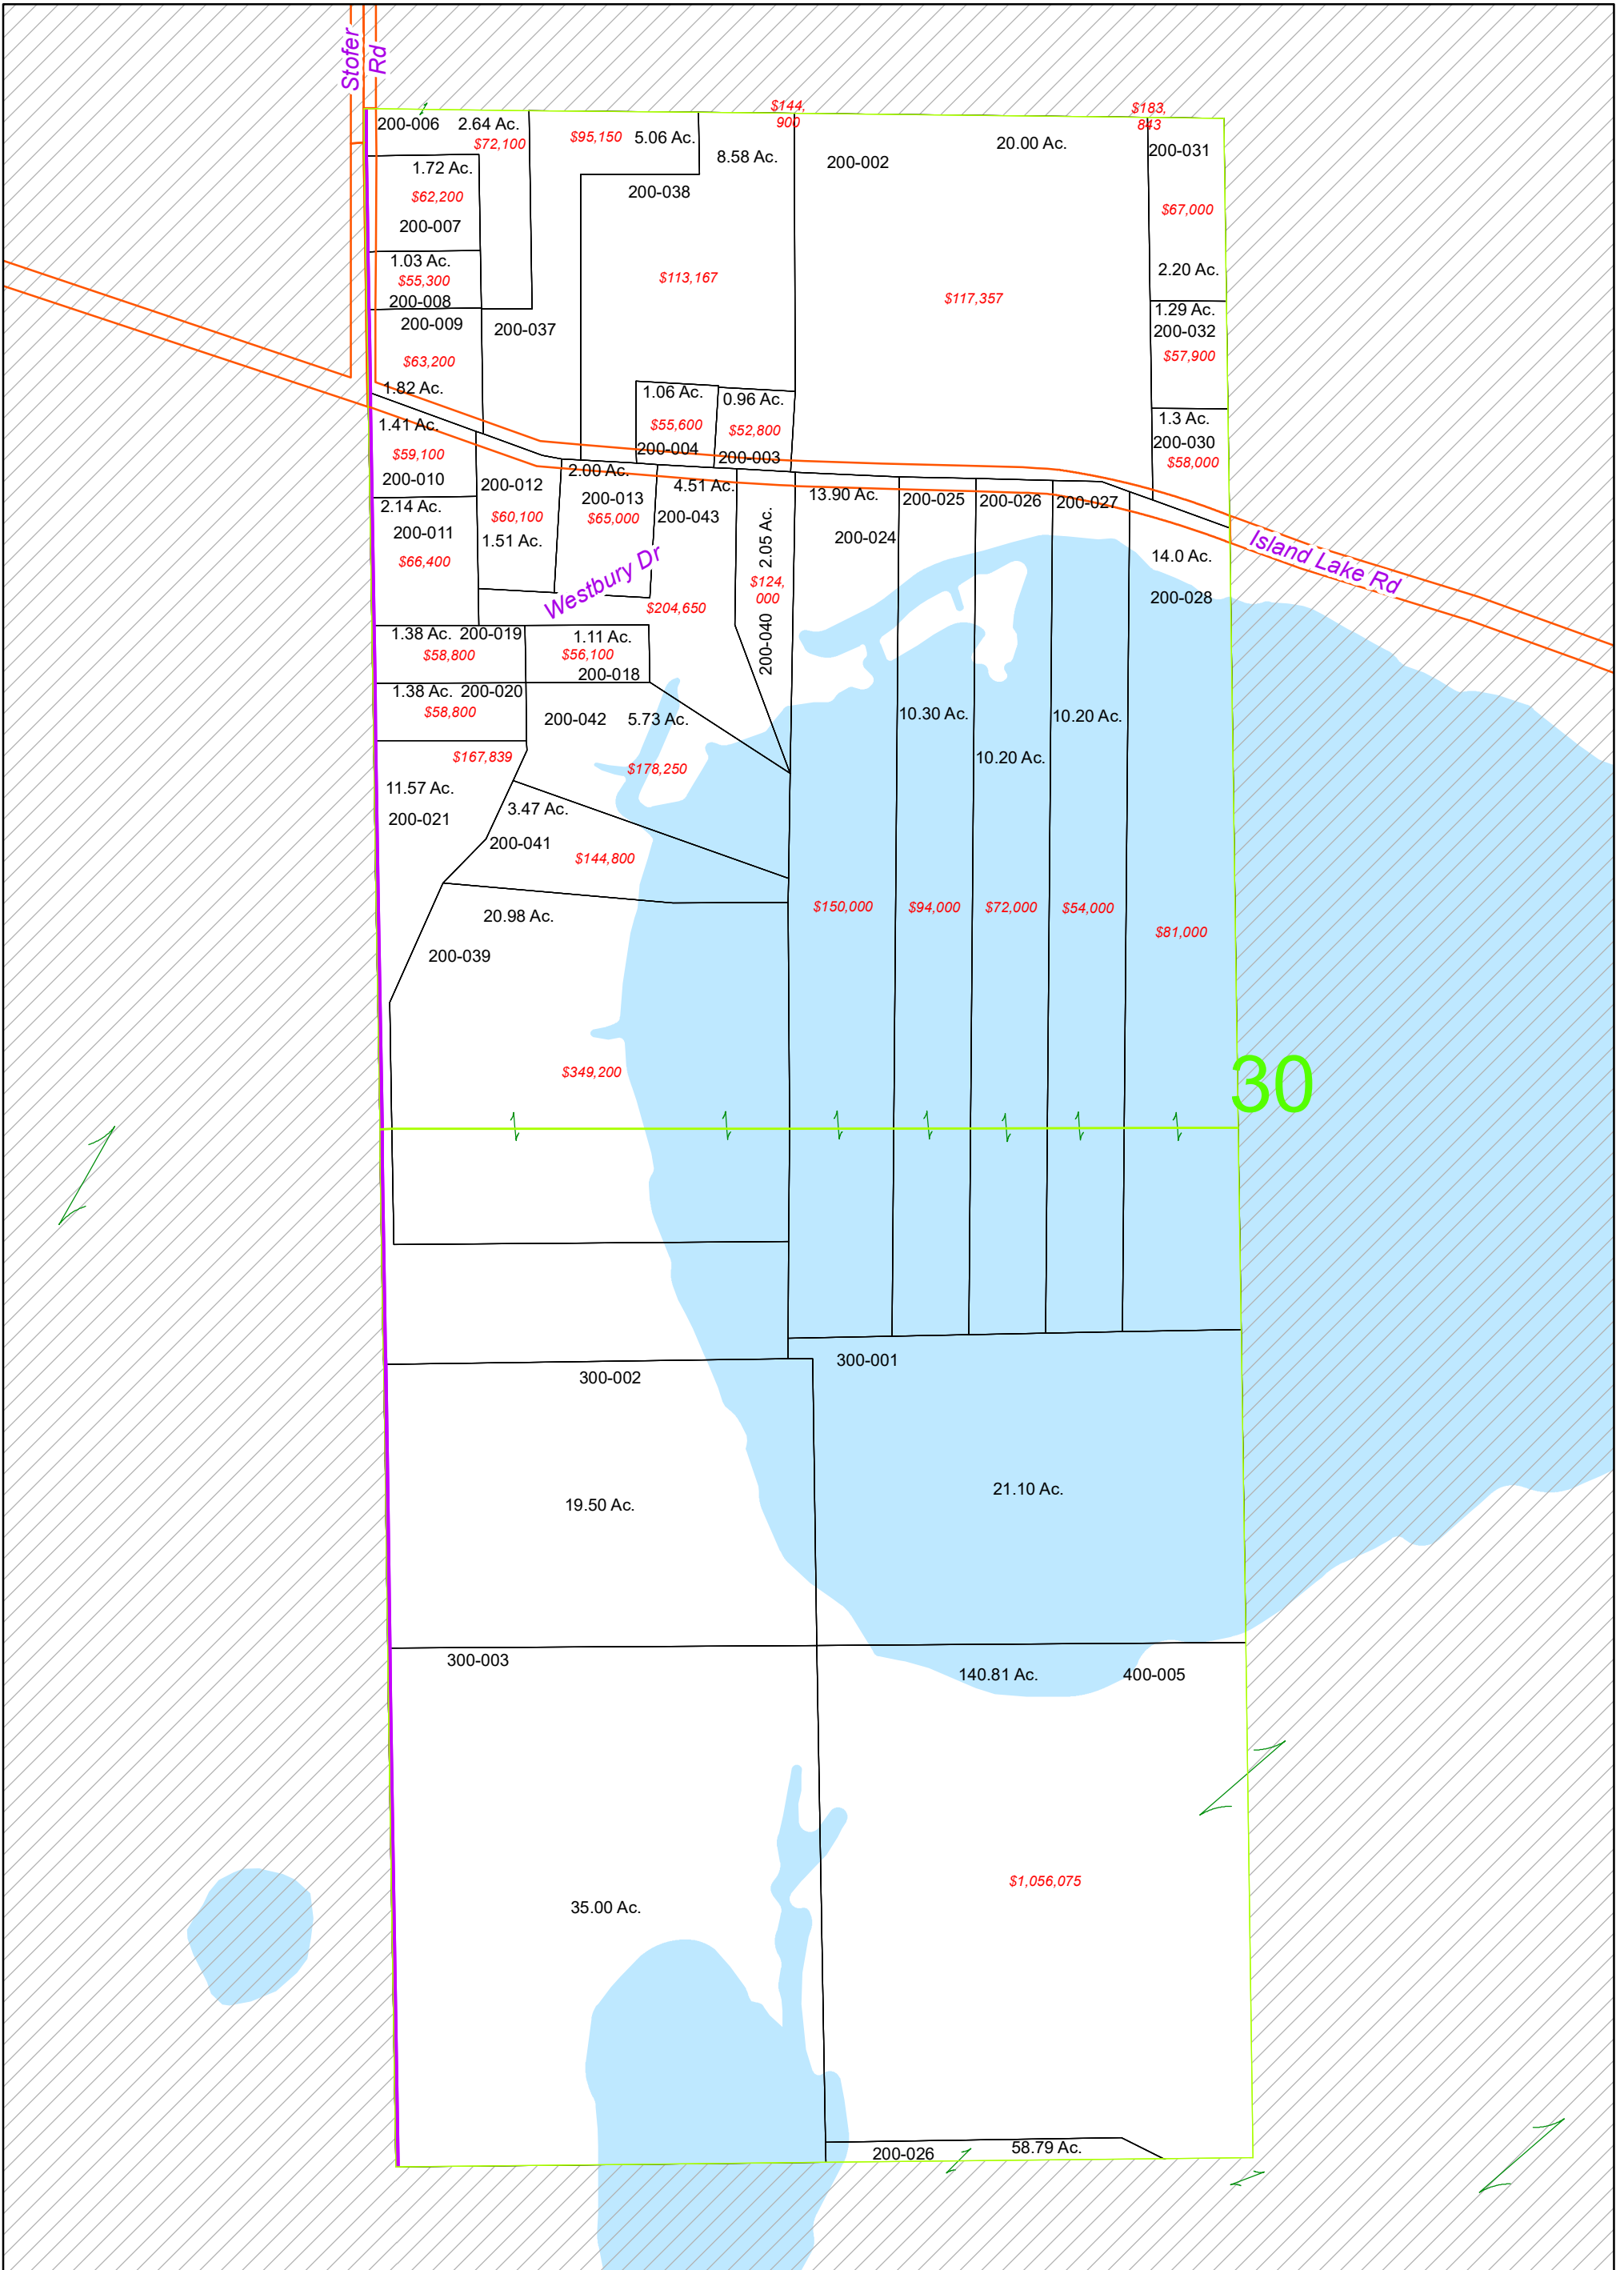 Stofer
Rd
$144,
900
$183,
843
200-006 2.64 Ac.
$72,100
$95,150 5.06 Ac.
8.58 Ac.
200-002
20.00 Ac.
200-031
1.72 Ac.
$62,200
200-007
200-038
$67,000
1.03 Ac.
$55,300
200-008
$113,167
$117,357
2.20 Ac.
200-009
$63,200
1.82 Ac.
200-037
1.29 Ac.
200-032
$57,900
1.06 Ac.
$55,600
200-004
0.96 Ac.
$52,800
200-003
1.3 Ac.
200-030
$58,000
1.41 Ac.
$59,100
200-010
200-012
$60,100
1.51 Ac.
2.00 Ac.
200-013
$65,000
4.51 Ac.
200-043
$204,650
200-040 2.05 Ac.
$124,
000
13.90 Ac.
200-024
200-025
200-026
200-027
14.0 Ac.
200-028
Island Lake Rd
2.14 Ac.
200-011
$66,400
Westbury Dr
1.38 Ac. 200-019
$58,800
1.11 Ac.
$56,100
200-018
1.38 Ac. 200-020
$58,800
200-042 5.73 Ac.
$178,250
10.30 Ac.
10.20 Ac.
10.20 Ac.
$167,839
11.57 Ac.
200-021
3.47 Ac.
200-041
$144,800
20.98 Ac.
200-039
$150,000
$94,000
$72,000
$54,000
$81,000
$349,200
30
300-001
300-002
19.50 Ac.
21.10 Ac.
300-003
140.81 Ac.
400-005
35.00 Ac.
$1,056,075
200-026
58.79 Ac.